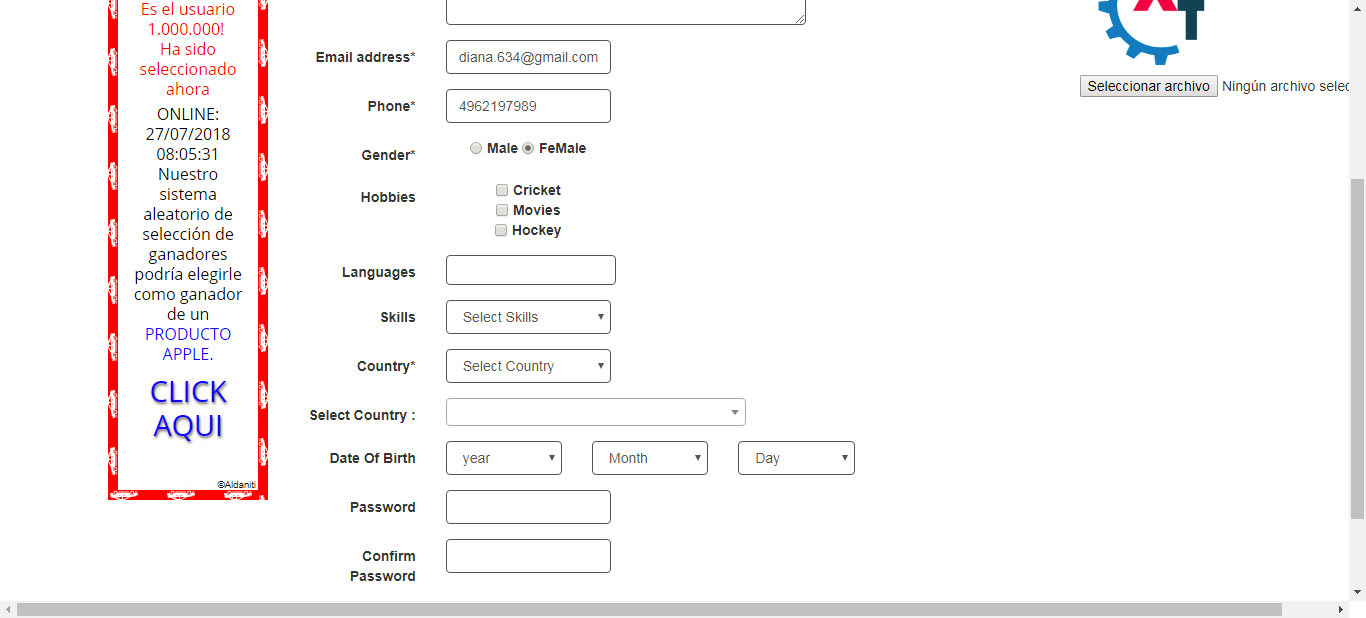 Es el usuario
1.000.000!
Ha sido
seleccionado
ahora
ONLINE:
27/07/2018
08:05:31
Nuestro
sistema
aleatorio de
selección de
ganadores
podría elegirle
como ganador
de un
PRODUCTO
APPLE.
CLICK
AQUI
©Aldaniti
Email address* diana.634@gmail.com
Phone* 4962197989
Gender* Male FeMale
Hobbies Cricket
Movies
Hockey
Languages
Skills Select Skills
Country* Select Country
Select Country :
Date Of Birth year Month Day
Password
Confirm
Password
Seleccionar archivo Ningún archivo selec